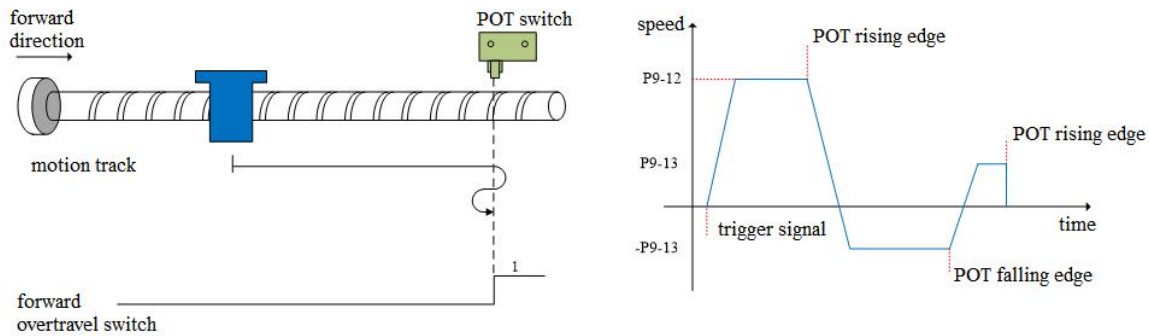 forward
direction
POT switch
motion track
1
forward
overtravel switch
speed
POT rising edge
P9-12
POT rising edge
P9-13
time
trigger signal
-P9-13
POT falling edge